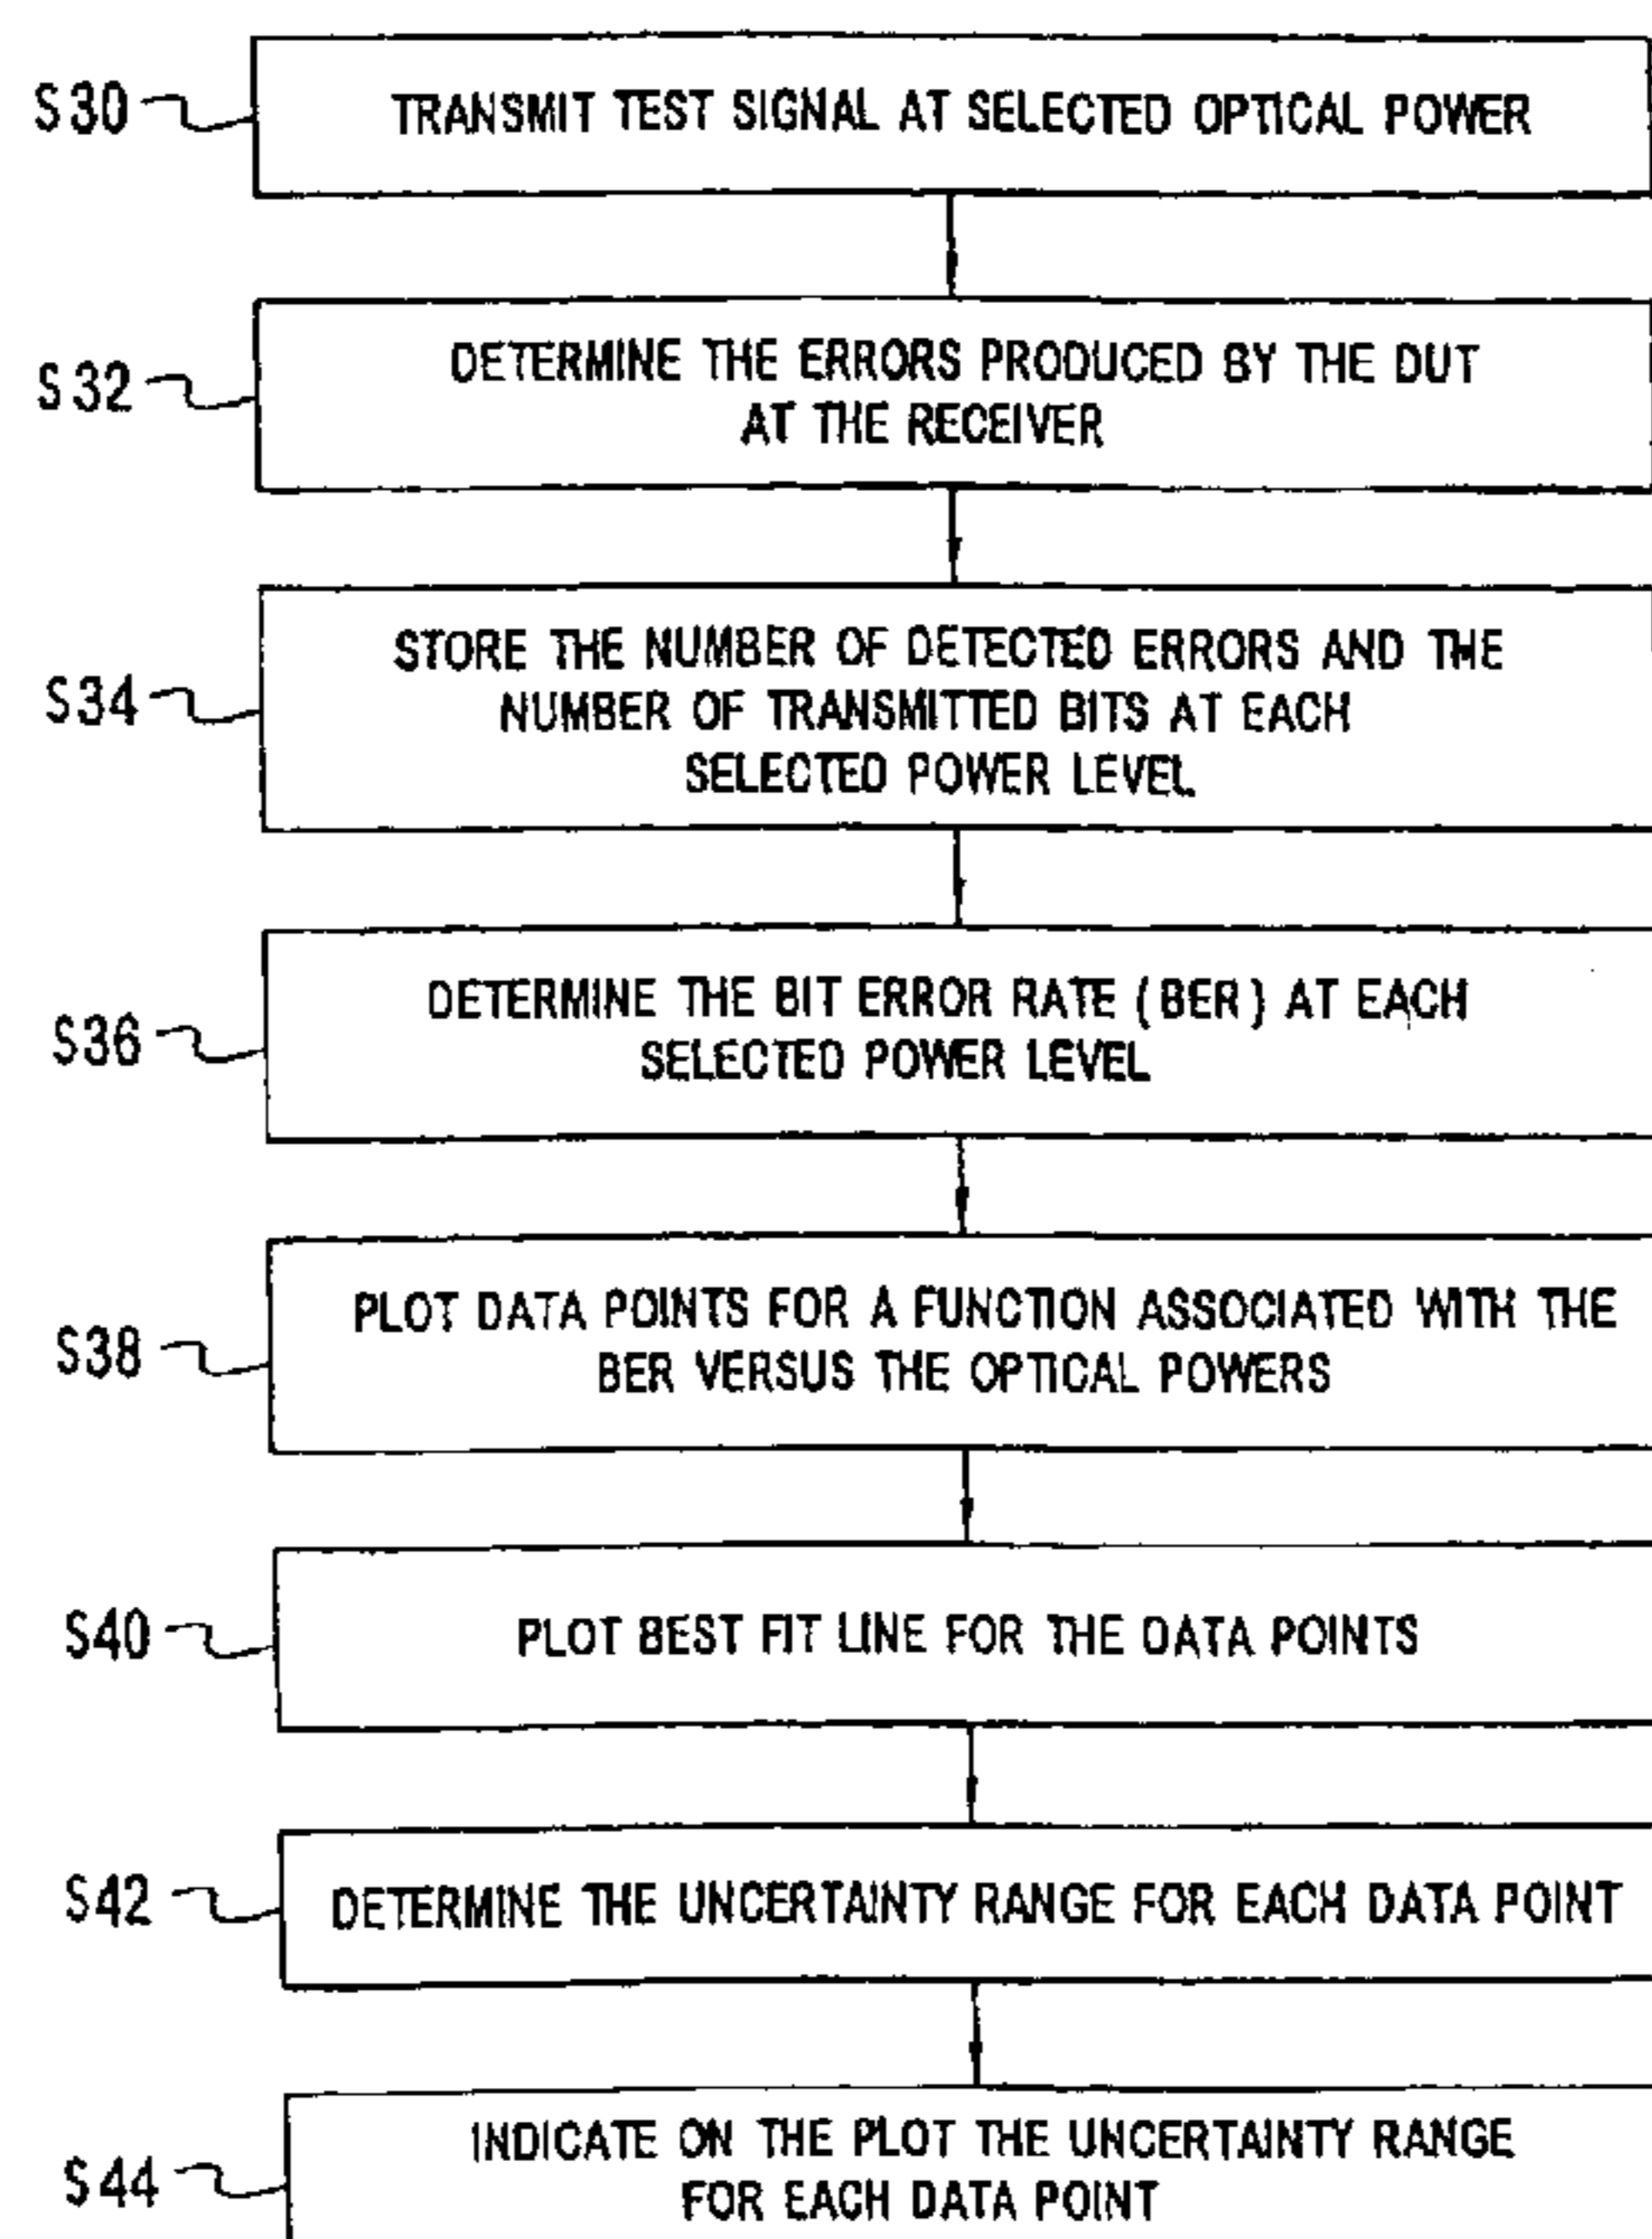 S30
TRANSMIT TEST SIGNAL AT SELECTED OPTICAL POWER
S32
DETERMINE THE ERRORS PRODUCED BY THE DUT
AT THE RECEIVER
S34
STORE THE NUMBER OF DETECTED ERRORS AND THE
NUMBER OF TRANSMITTED BITS AT EACH
SELECTED POWER LEVEL
S36
DETERMINE THE BIT ERROR RATE (BER) AT EACH
SELECTED POWER LEVEL
S38
PLOT DATA POINTS FOR A FUNCTION ASSOCIATED WITH THE
BER VERSUS THE OPTICAL POWERS
S40
PLOT BEST FIT LINE FOR THE DATA POINTS
S42
DETERMINE THE UNCERTAINTY RANGE FOR EACH DATA POINT
S44
INDICATE ON THE PLOT THE UNCERTAINTY RANGE
FOR EACH DATA POINT